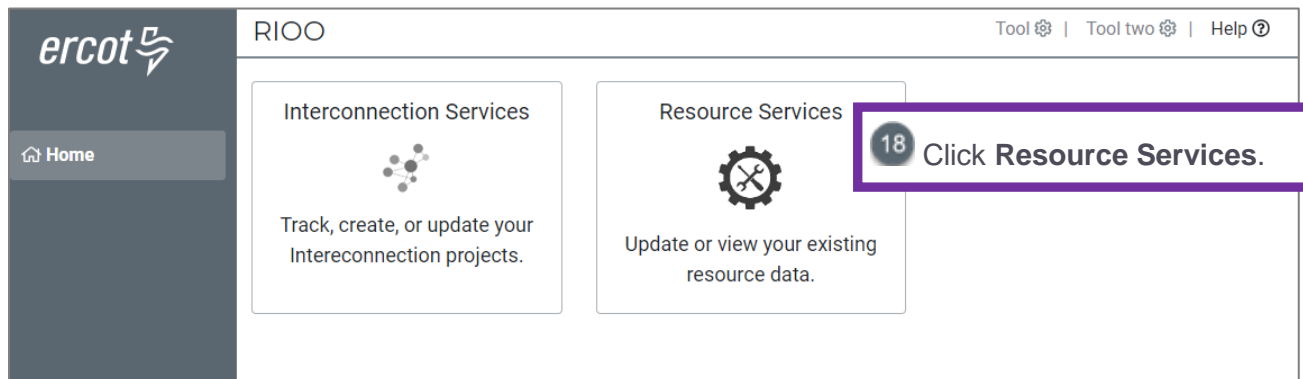 ercot
RIOO
Tool | Tool two | Help
Home
Interconnection Services
Track, create, or update your
Intereconnection projects.
Resource Services
Update or view your existing
resource data.
18 Click Resource Services.